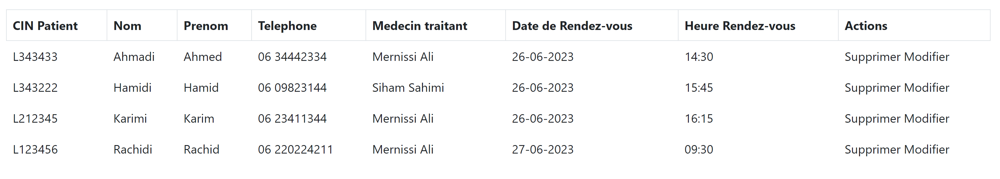 CIN Patient Nom Prenom Telephone Medecin traitant Date de Rendez-vous Heure Rendez-vous Actions
L343433 Ahmadi Ahmed 06 34442334 Mernissi Ali 26-06-2023 14:30 Supprimer Modifier
L343222 Hamidi Hamid 06 09823144 Siham Sahimi 26-06-2023 15:45 Supprimer Modifier
L212345 Karimi Karim 06 23411344 Mernissi Ali 26-06-2023 16:15 Supprimer Modifier
L123456 Rachidi Rachid 06 220224211 Mernissi Ali 27-06-2023 09:30 Supprimer Modifier